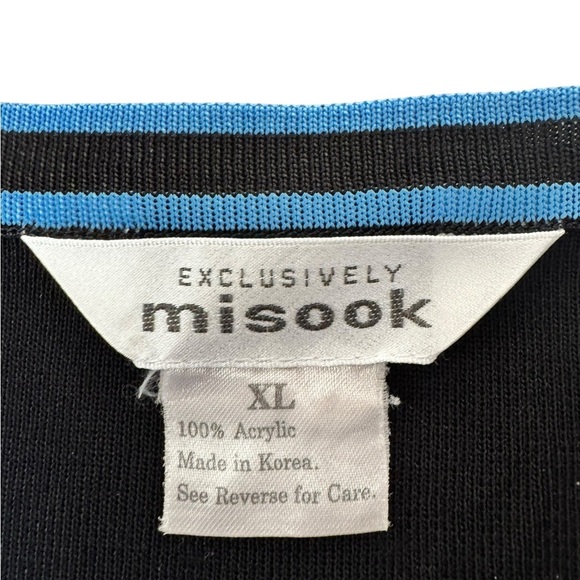 EXCLUSIVELY
misook
XL
100% Acrylic
Made in Korea.
See Reverse for Care.